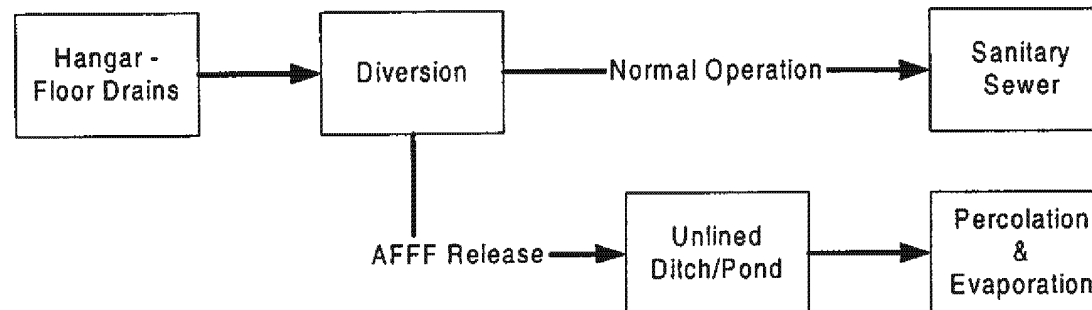 Hangar -
Floor Drains
Diversion
Normal Operation
Sanitary
Sewer
AFFF Release
Unlined
Ditch/Pond
Percolation
&
Evaporation